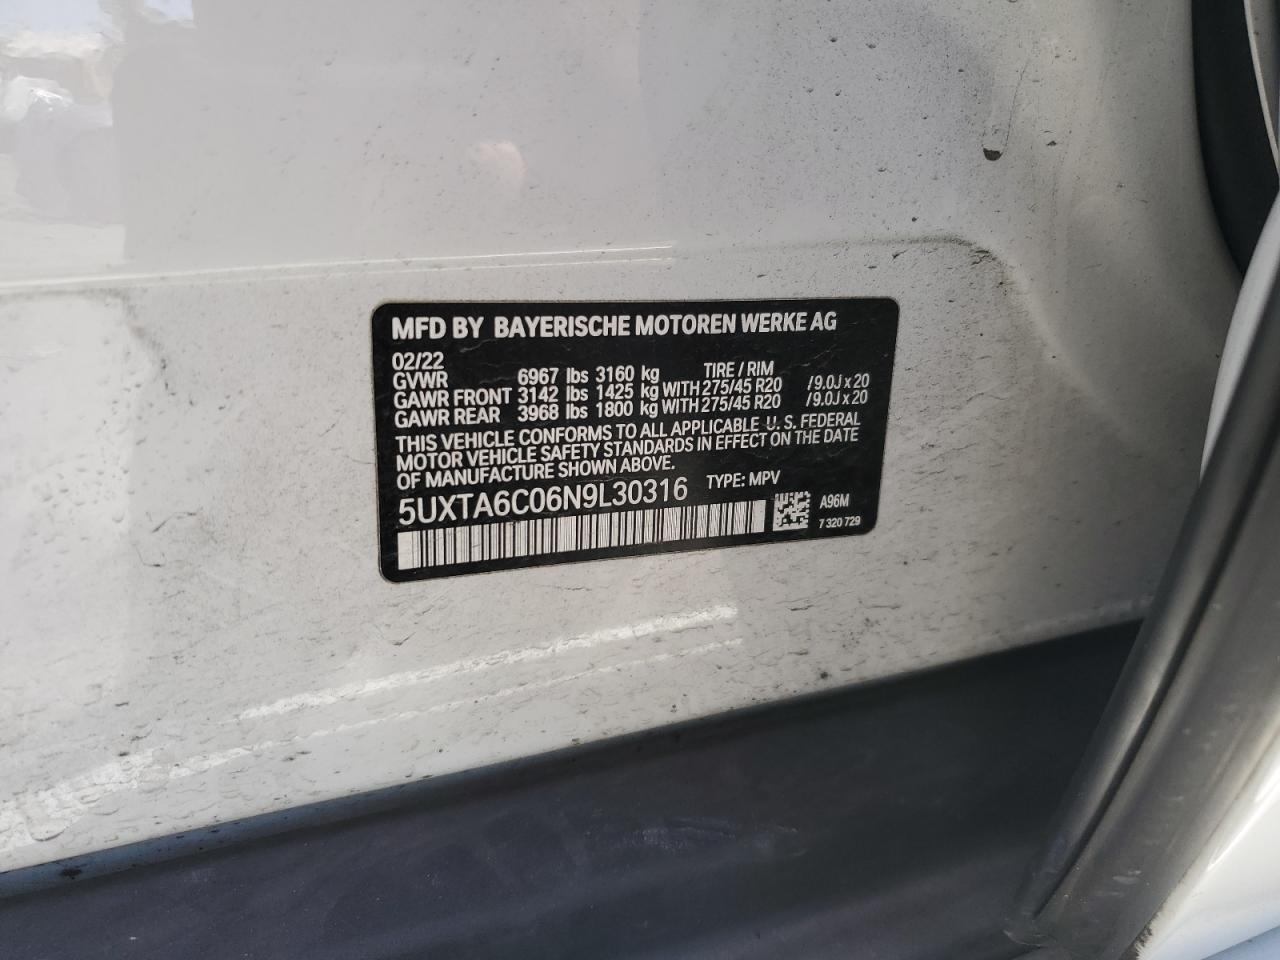 MFD BY BAYERISCHE MOTOREN WERKE AG
02/22 TIRE / RIM
GVWR 6967 lbs 3160 kg
GAWR FRONT 3142 lbs 1425 kg WITH 275/45 R20 /9.0J x 20
GAWR REAR 3968 lbs 1800 kg WITH 275/45 R20 /9.0J x 20
THIS VEHICLE CONFORMS TO ALL APPLICABLE U. S. FEDERAL
MOTOR VEHICLE SAFETY STANDARDS IN EFFECT ON THE DATE
OF MANUFACTURE SHOWN ABOVE.
5UXTA6C06N9L30316 TYPE: MPV
A96M
7 320 729